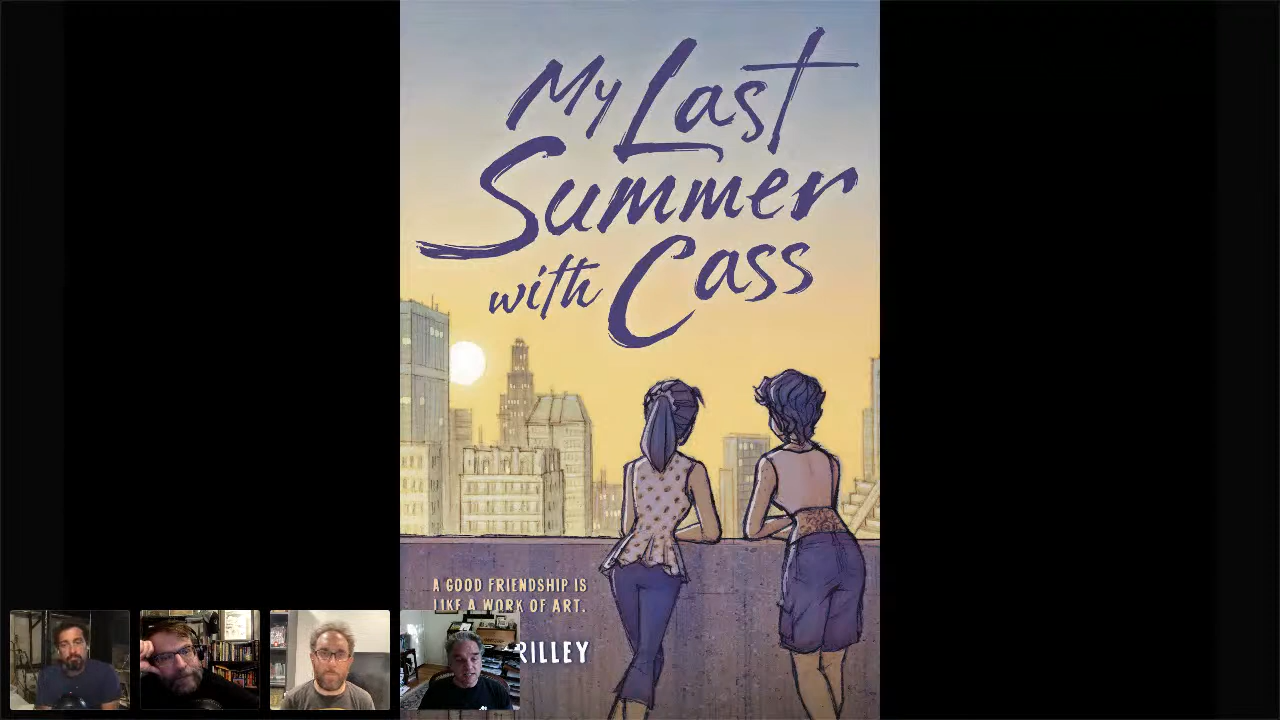 My Last
Summer
with Cass
A GOOD FRIENDSHIP IS
LIKE A WORK OF ART.
RILLEY